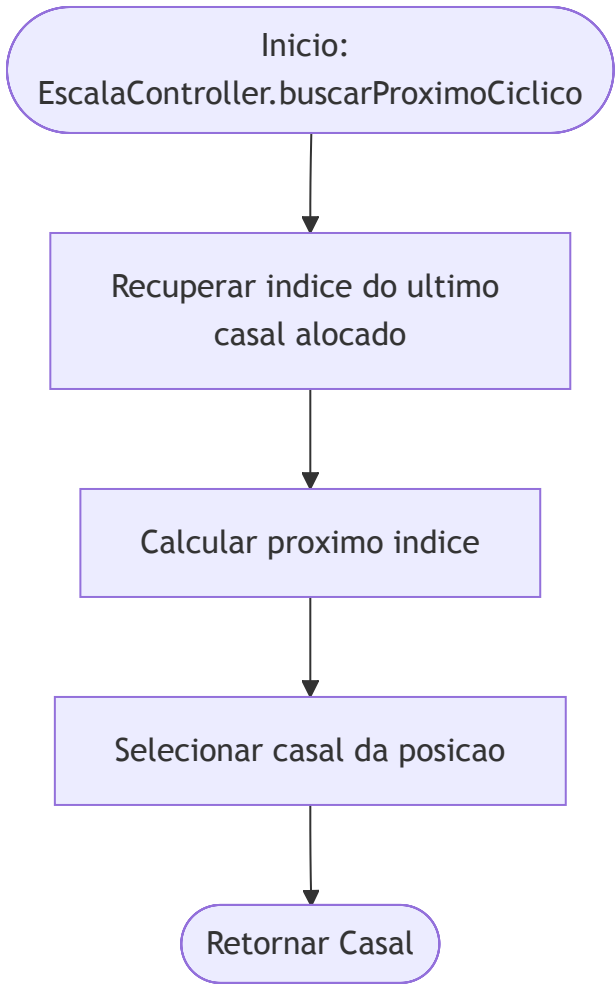 Inicio:
EscalaController.buscarProximoCiclico
Recuperar indice do ultimo
casal alocado
Calcular proximo indice
Selecionar casal da posicao
Retornar Casal